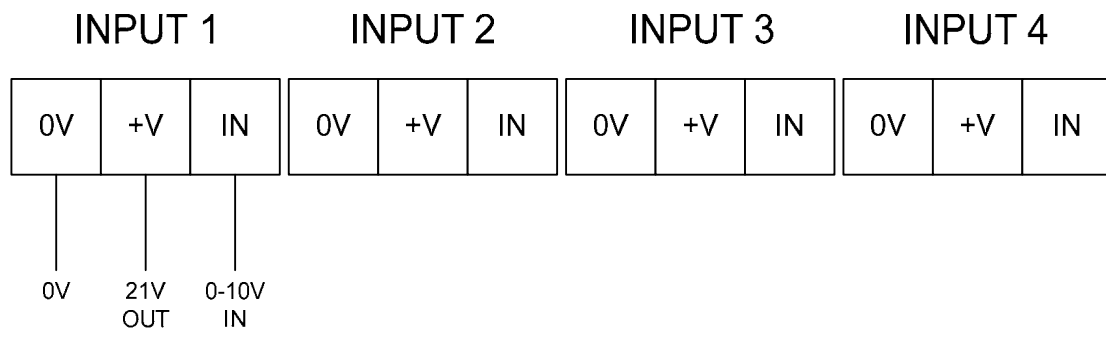 INPUT 1 INPUT 2 INPUT 3 INPUT 4
0V +V IN 0V +V IN 0V +V IN 0V +V IN
0V 21V 0-10V
OUT IN